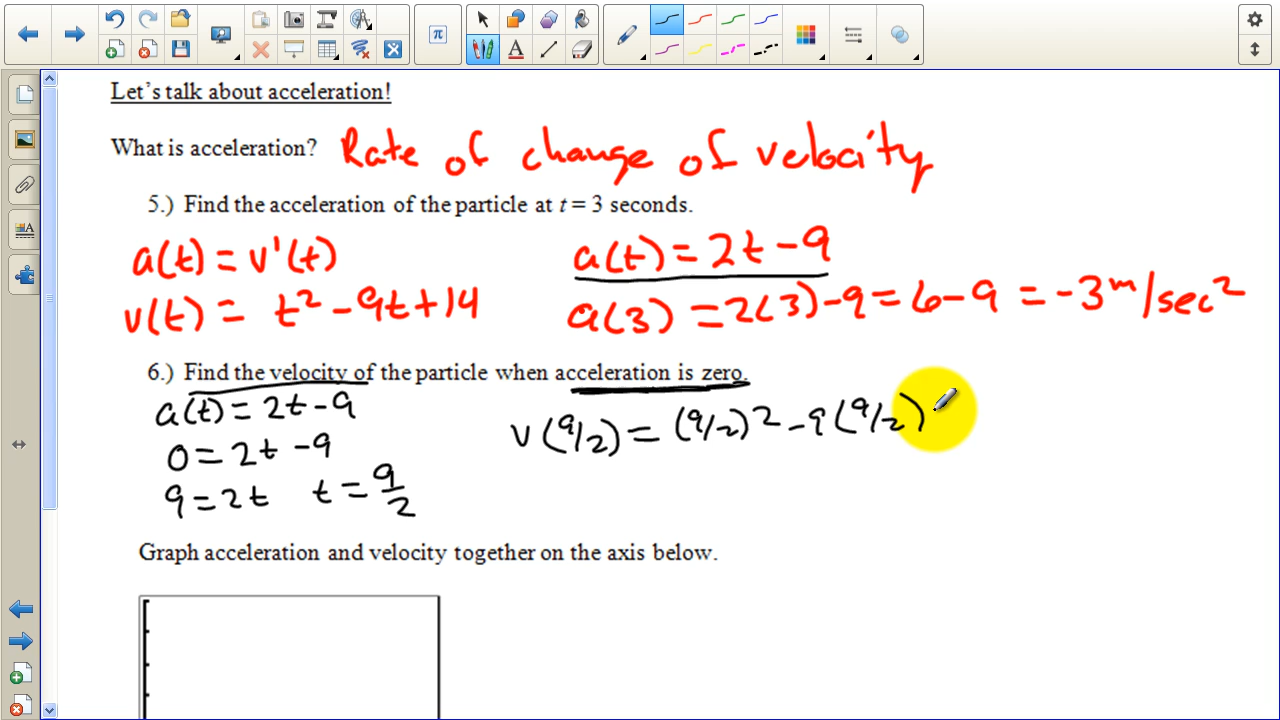 Let's talk about acceleration!
What is acceleration? Rate of change of velocity
5.) Find the acceleration of the particle at t = 3 seconds.
a(t) = v'(t)
v(t) = t² - 9t + 14
a(t) = 2t - 9
a(3) = 2(3) - 9 = 6 - 9 = -3 m/sec²
6.) Find the velocity of the particle when acceleration is zero.
a(t) = 2t - 9
0 = 2t - 9
9 = 2t t = 9/2
v(9/2) = (9/2)² - 9(9/2)
Graph acceleration and velocity together on the axis below.